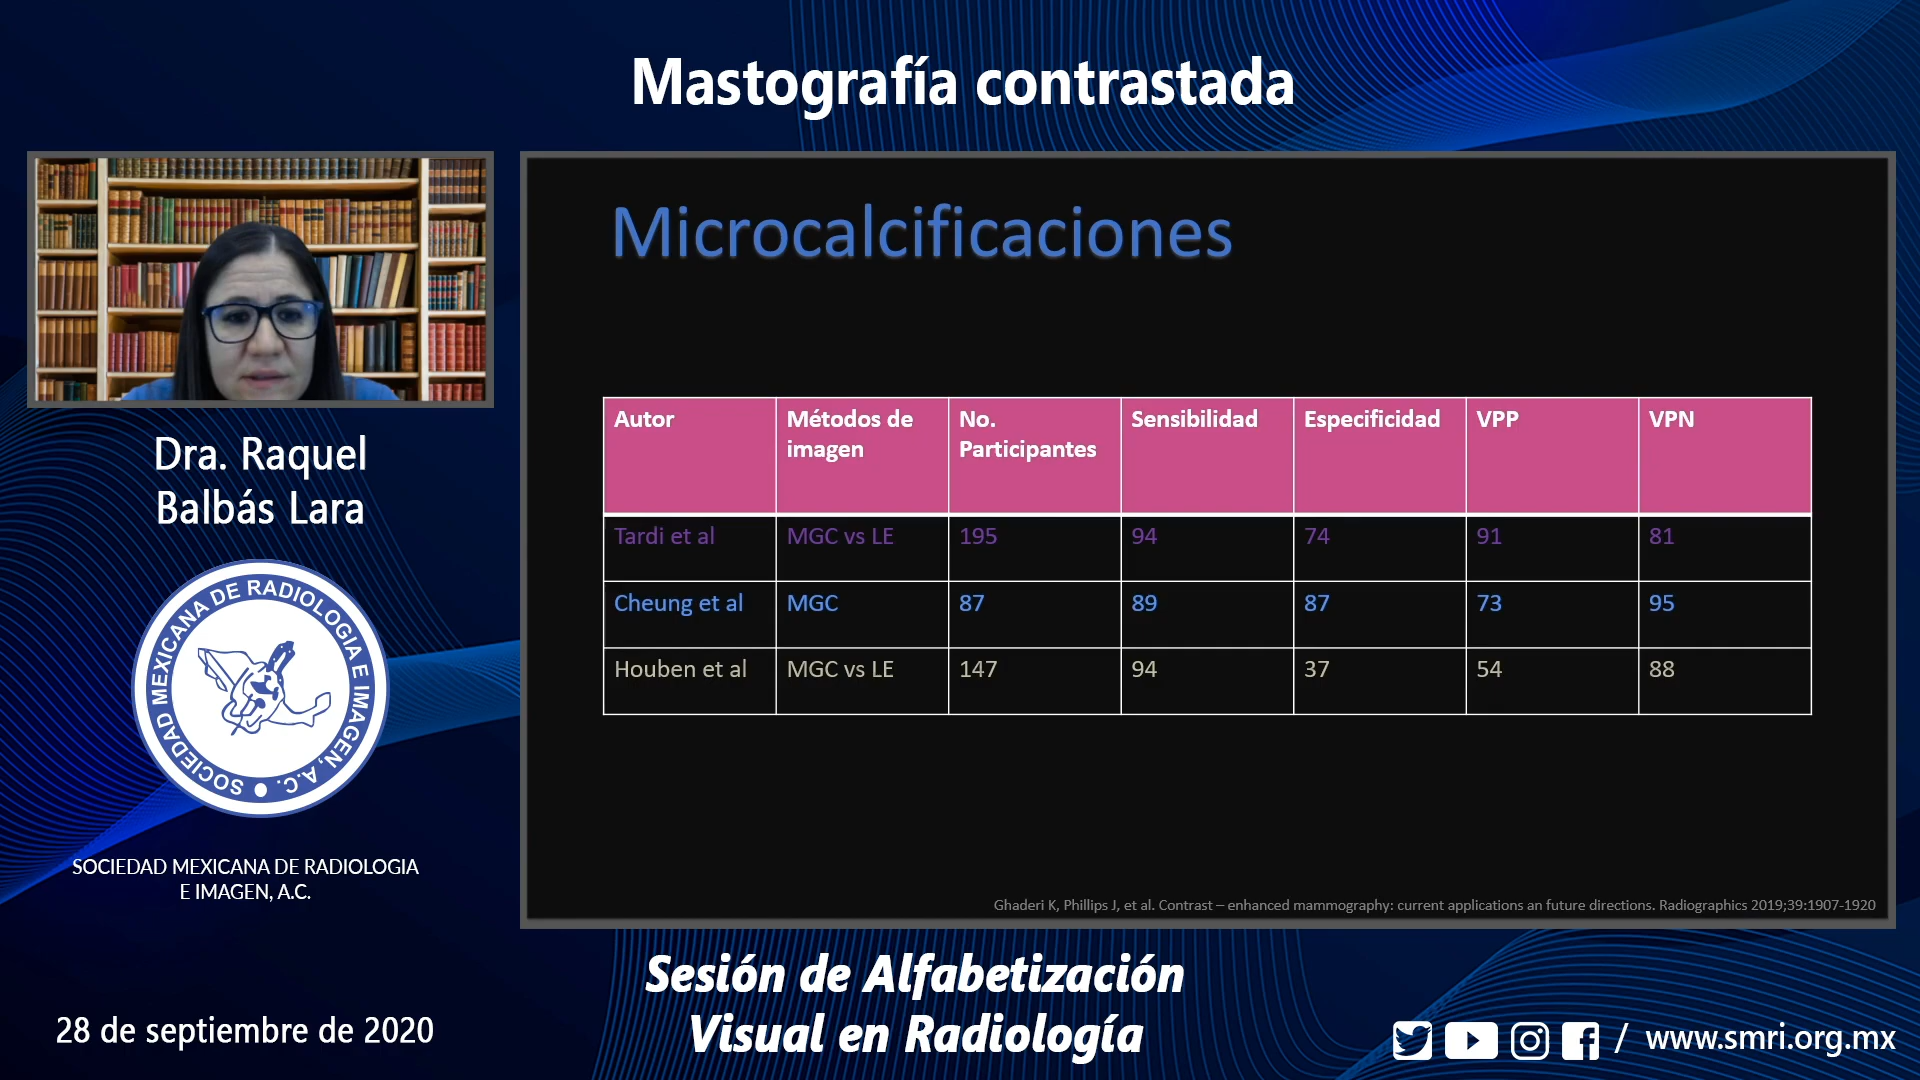 Mastografía contrastada
Dra. Raquel
Balbás Lara
SOCIEDAD MEXICANA DE RADIOLOGIA E IMAGEN, A.C.
SOCIEDAD MEXICANA DE RADIOLOGIA
E IMAGEN, A.C.
28 de septiembre de 2020
Microcalcificaciones
Autor Métodos de imagen No. Participantes Sensibilidad Especificidad VPP VPN
Tardi et al MGC vs LE 195 94 74 91 81
Cheung et al MGC 87 89 87 73 95
Houben et al MGC vs LE 147 94 37 54 88
Ghaderi K, Phillips J, et al. Contrast – enhanced mammography: current applications an future directions. Radiographics 2019;39:1907-1920
Sesión de Alfabetización
Visual en Radiología
/ www.smri.org.mx